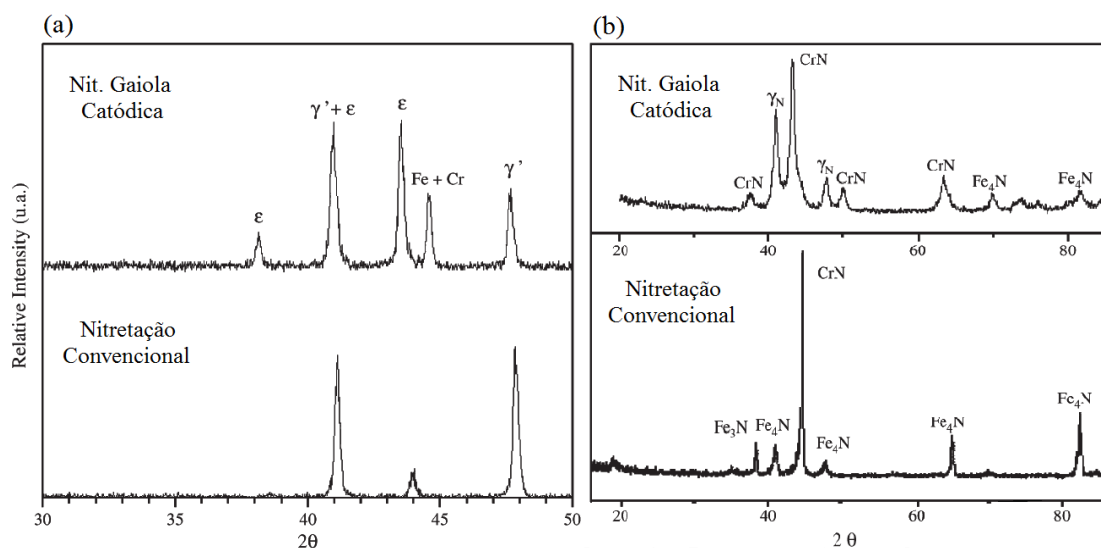 (a)
Relative Intensity (u.a.)
Nit. Gaiola
Catódica
ε
γ’+ ε
ε
Fe + Cr
γ’
Nitretação
Convencional
30 35 40 45 50
2θ
(b)
Nit. Gaiola
Catódica
CrN
γN
CrN
γN
CrN
CrN
Fe4N
Fe4N
20 40 60 80
Nitretação
Convencional
CrN
Fe3N
Fe4N
Fe4N
Fe4N
Fe4N
20 40 60 80
2 θ